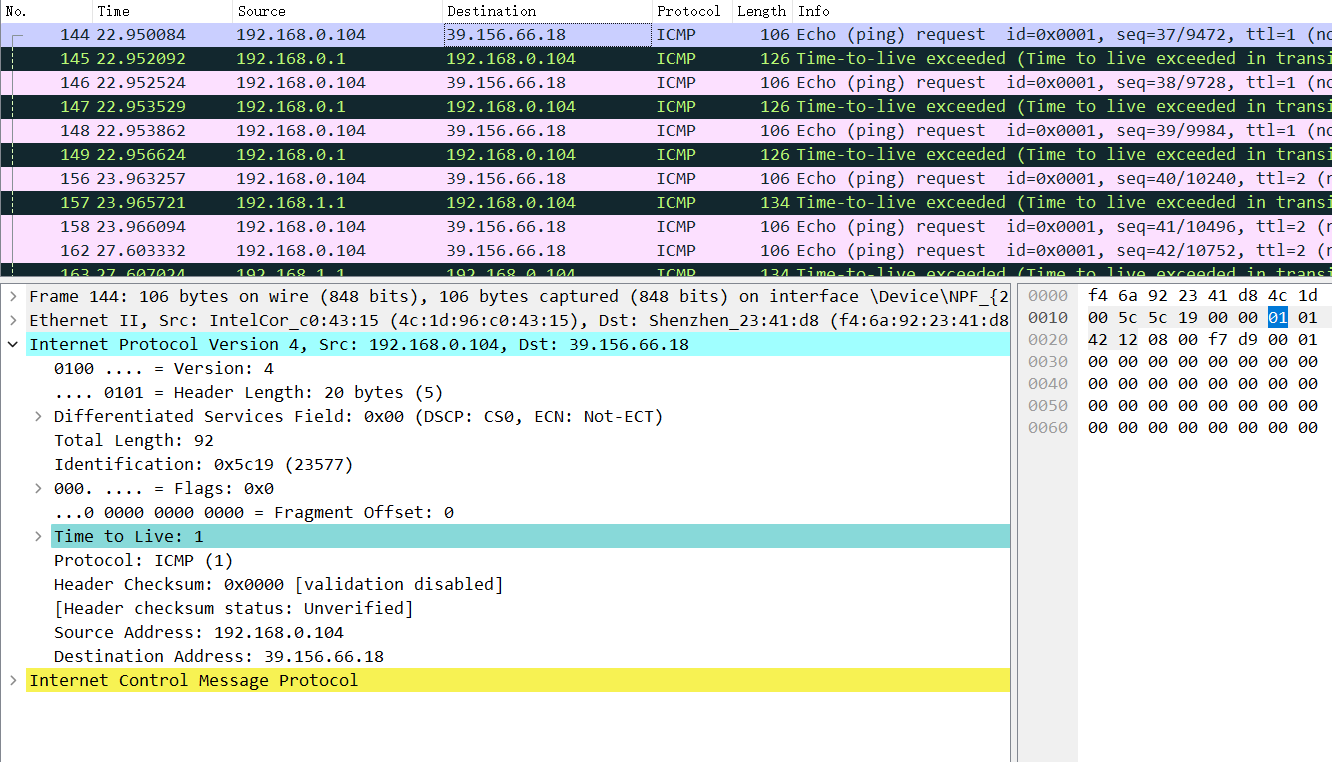 No. Time Source Destination Protocol Length Info
144 22.950084 192.168.0.104 39.156.66.18 ICMP 106 Echo (ping) request id=0x0001, seq=37/9472, ttl=1 (no
145 22.952092 192.168.0.1 192.168.0.104 ICMP 126 Time-to-live exceeded (Time to live exceeded in transi
146 22.952524 192.168.0.104 39.156.66.18 ICMP 106 Echo (ping) request id=0x0001, seq=38/9728, ttl=1 (no
147 22.953529 192.168.0.1 192.168.0.104 ICMP 126 Time-to-live exceeded (Time to live exceeded in transi
148 22.953862 192.168.0.104 39.156.66.18 ICMP 106 Echo (ping) request id=0x0001, seq=39/9984, ttl=1 (no
149 22.956624 192.168.0.1 192.168.0.104 ICMP 126 Time-to-live exceeded (Time to live exceeded in transi
156 23.963257 192.168.0.104 39.156.66.18 ICMP 106 Echo (ping) request id=0x0001, seq=40/10240, ttl=2 (n
157 23.965721 192.168.1.1 192.168.0.104 ICMP 134 Time-to-live exceeded (Time to live exceeded in transi
158 23.966094 192.168.0.104 39.156.66.18 ICMP 106 Echo (ping) request id=0x0001, seq=41/10496, ttl=2 (n
162 27.603332 192.168.0.104 39.156.66.18 ICMP 106 Echo (ping) request id=0x0001, seq=42/10752, ttl=2 (n
163 27.607024 192.168.1.1 192.168.0.104 ICMP 134 Time-to-live exceeded (Time to live exceeded in transi
Frame 144: 106 bytes on wire (848 bits), 106 bytes captured (848 bits) on interface \Device\NPF_{2
Ethernet II, Src: IntelCor_c0:43:15 (4c:1d:96:c0:43:15), Dst: Shenzhen_23:41:d8 (f4:6a:92:23:41:d8
Internet Protocol Version 4, Src: 192.168.0.104, Dst: 39.156.66.18
0100 .... = Version: 4
.... 0101 = Header Length: 20 bytes (5)
Differentiated Services Field: 0x00 (DSCP: CS0, ECN: Not-ECT)
Total Length: 92
Identification: 0x5c19 (23577)
000. .... = Flags: 0x0
...0 0000 0000 0000 = Fragment Offset: 0
Time to Live: 1
Protocol: ICMP (1)
Header Checksum: 0x0000 [validation disabled]
[Header checksum status: Unverified]
Source Address: 192.168.0.104
Destination Address: 39.156.66.18
Internet Control Message Protocol
0000 f4 6a 92 23 41 d8 4c 1d
0010 00 5c 5c 19 00 00 01 01
0020 42 12 08 00 f7 d9 00 01
0030 00 00 00 00 00 00 00 00
0040 00 00 00 00 00 00 00 00
0050 00 00 00 00 00 00 00 00
0060 00 00 00 00 00 00 00 00